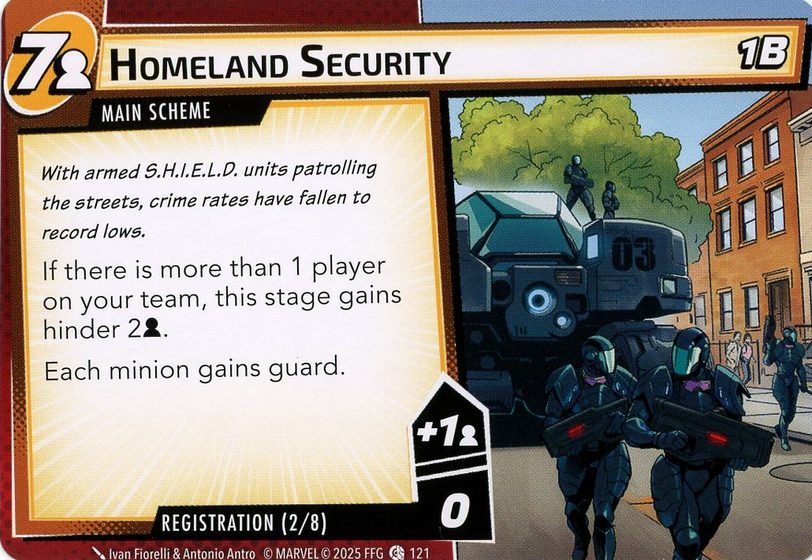 7 Homeland Security 1B
MAIN SCHEME
With armed S.H.I.E.L.D. units patrolling
the streets, crime rates have fallen to
record lows.
If there is more than 1 player
on your team, this stage gains
hinder 2.
Each minion gains guard.
03
+1
0
REGISTRATION (2/8)
Ivan Fiorelli & Antonio Antro © MARVEL © 2025 FFG 121